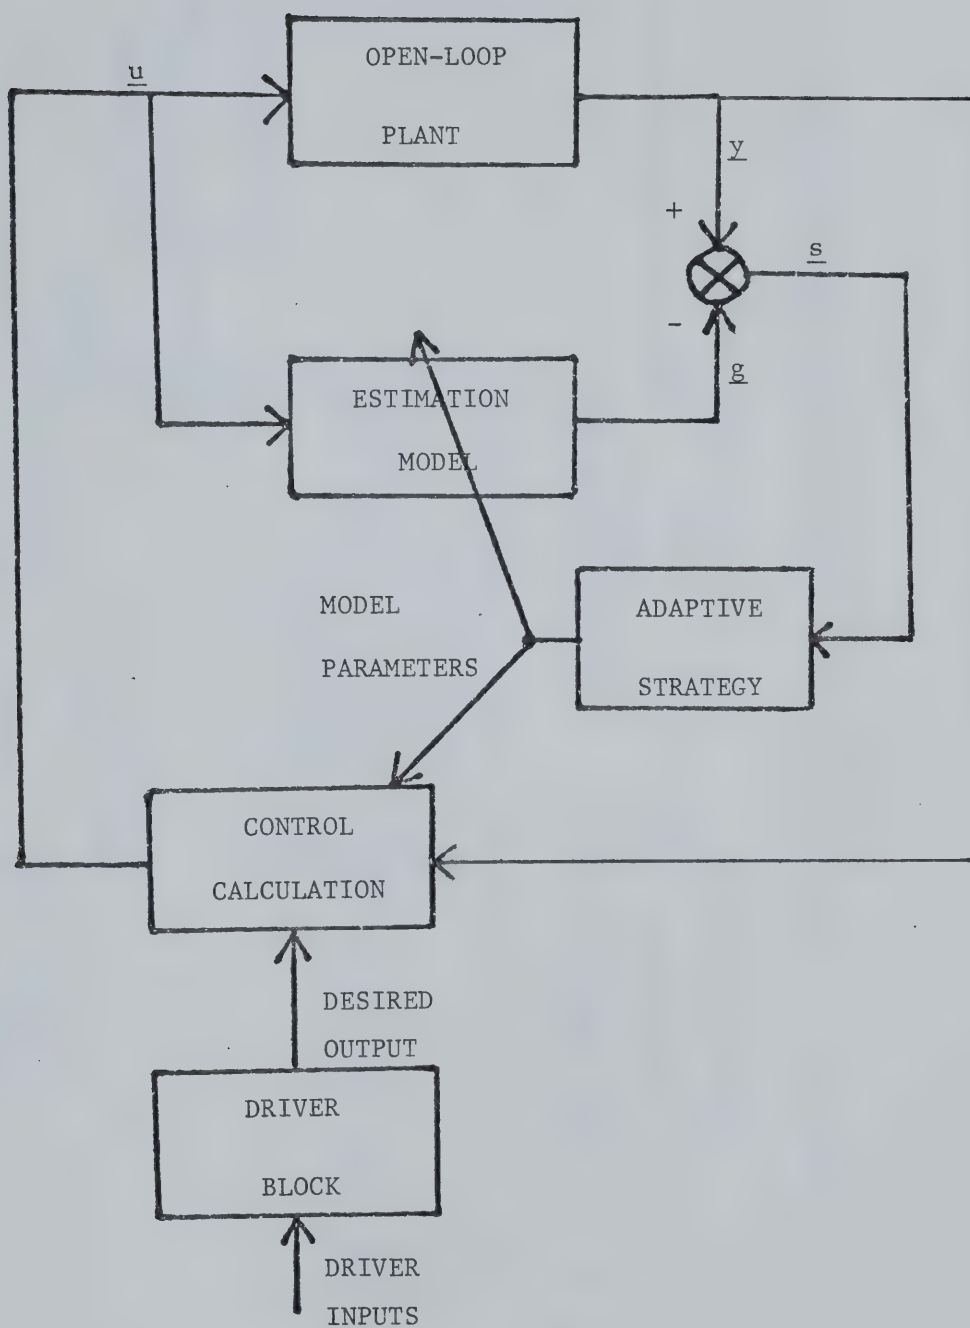 OPEN-LOOP
PLANT
u
y
+
s
-
g
ESTIMATION
MODEL
MODEL
PARAMETERS
ADAPTIVE
STRATEGY
CONTROL
CALCULATION
DESIRED
OUTPUT
DRIVER
BLOCK
DRIVER
INPUTS